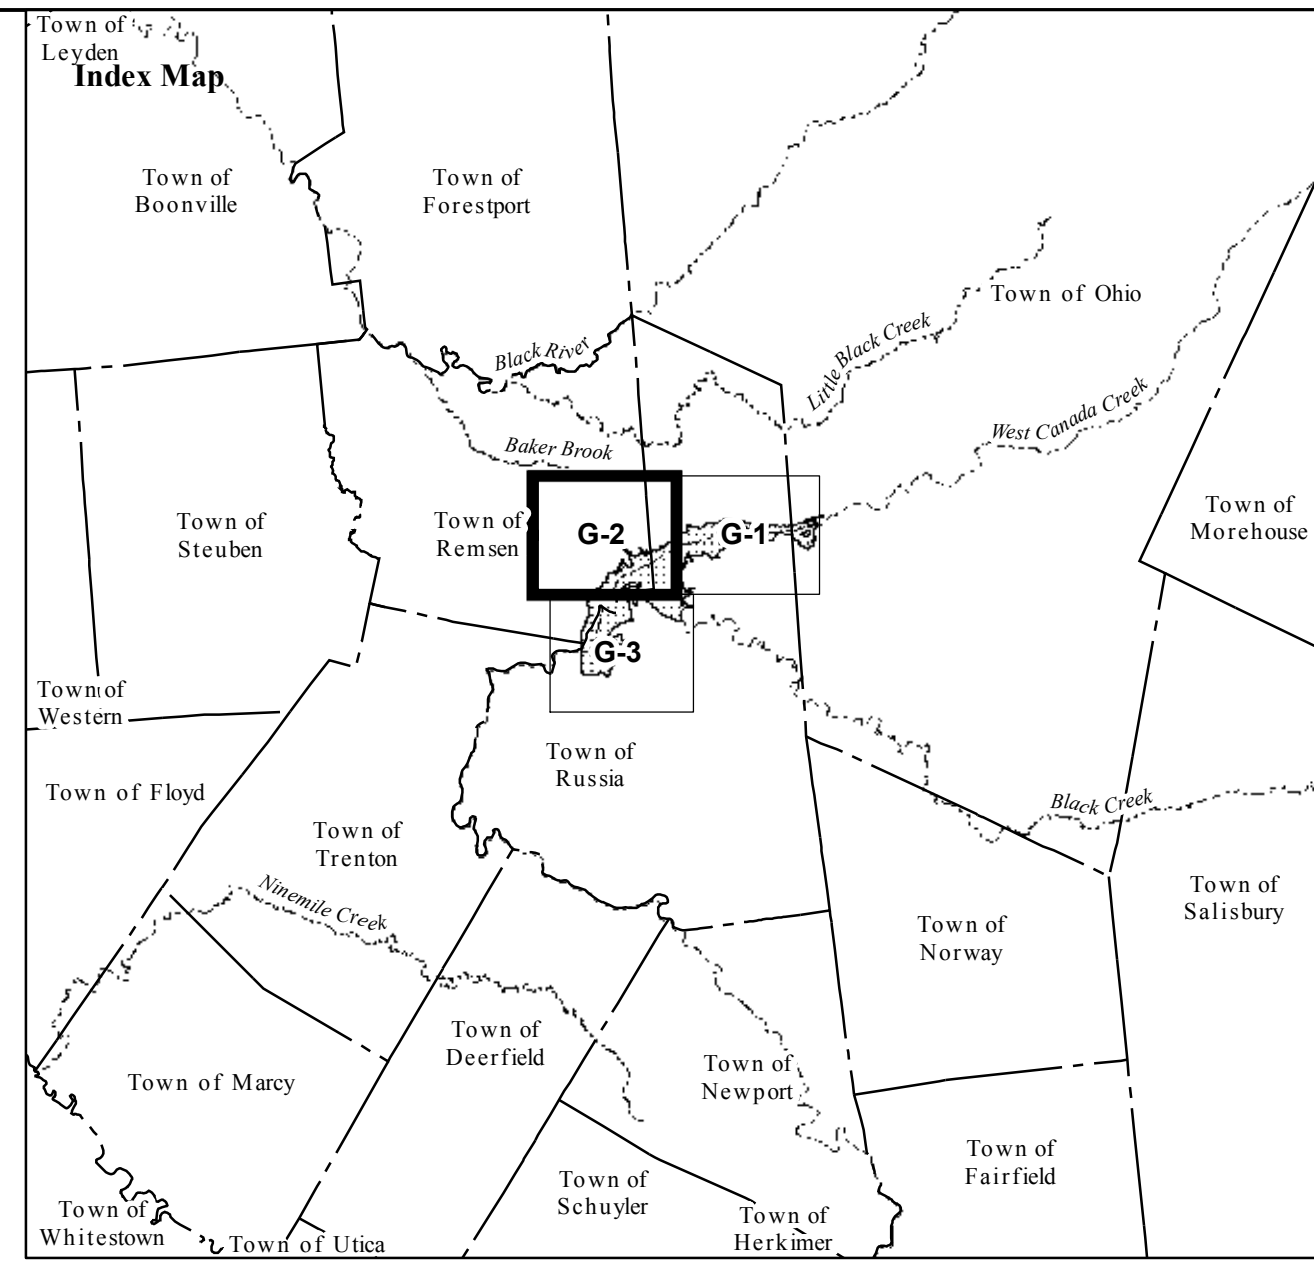 Town of
Leyden
Index Map
Town of
Boonville
Town of
Forestport
Town of Ohio
Black River
Little Black Creek
West Canada Creek
Baker Brook
Town of
Steuben
Town of
Remsen
G-2
G-1
Town of
Morehouse
G-3
Town of
Western
Town of
Russia
Town of Floyd
Black Creek
Town of
Trenton
Ninemile Creek
Town of
Salisbury
Town of
Norway
Town of
Deerfield
Town of Marcy
Town of
Newport
Town of
Fairfield
Town of
Schuyler
Town of
Whitestown
Town of Utica
Town of
Herkimer